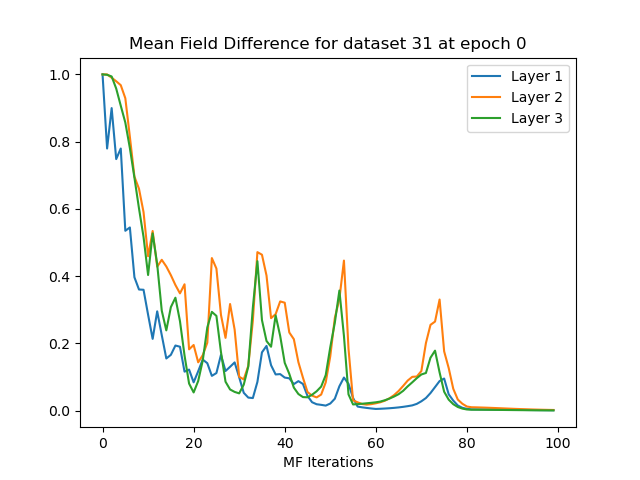 Mean Field Difference for dataset 31 at epoch 0
1.0
0.8
0.6
0.4
0.2
0.0
Layer 1
Layer 2
Layer 3
0 20 40 60 80 100
MF Iterations